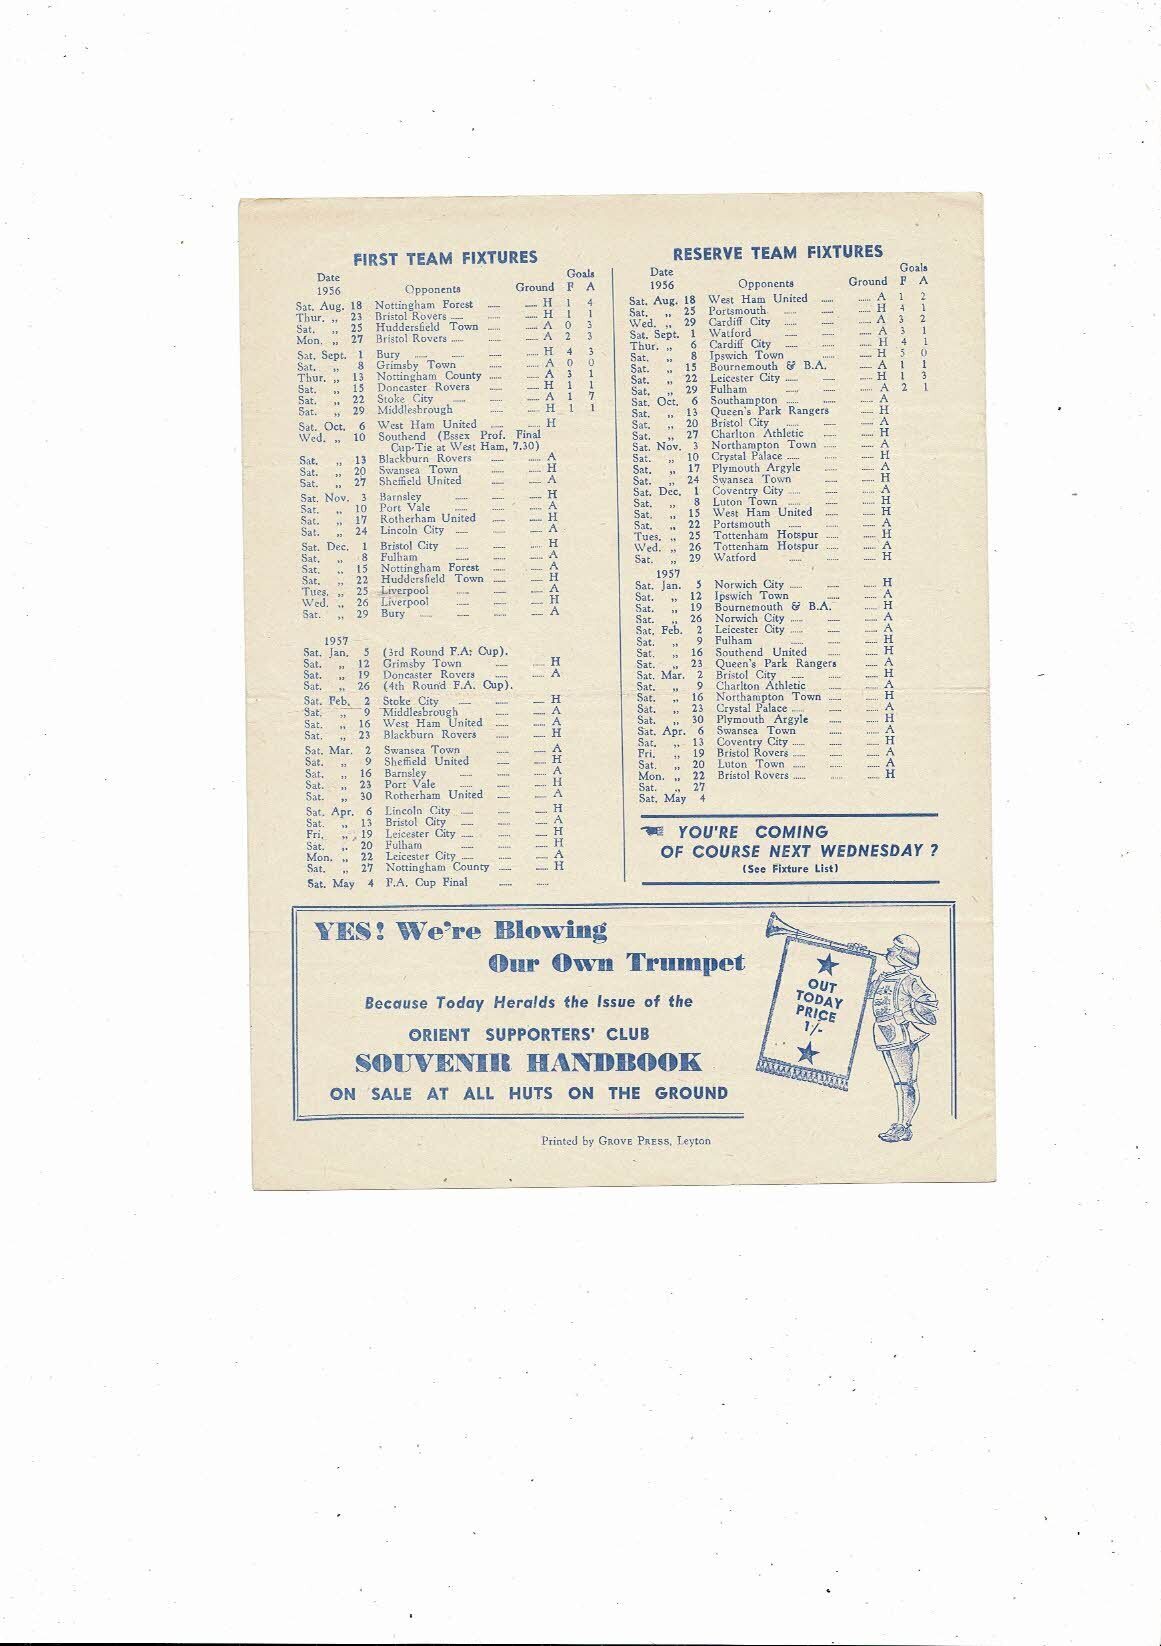 FIRST TEAM FIXTURES
Date Goals
1956 Opponents Ground F A
Sat. Aug. 18 Nottingham Forest ...... ...... H 1 4
Thur. „ 23 Bristol Rovers ...... ...... H 1 1
Sat. „ 25 Huddersfield Town ...... ...... A 0 3
Mon. „ 27 Bristol Rovers ...... ...... A 2 3
Sat. Sept. 1 Bury ...... ...... ...... H 4 3
Sat. „ 8 Grimsby Town ...... ...... A 0 0
Thur. „ 13 Nottingham County ...... ...... A 3 1
Sat. „ 15 Doncaster Rovers ...... ...... H 1 1
Sat. „ 22 Stoke City ...... ...... ...... A 1 7
Sat. „ 29 Middlesbrough ...... ...... H 1 1
Sat. Oct. 6 West Ham United ...... ...... H
Wed. „ 10 Southend (Essex Prof. Final
Cup-Tie at West Ham, 7.30)
Sat. „ 13 Blackburn Rovers ...... ...... A
Sat. „ 20 Swansea Town ...... ...... H
Sat. „ 27 Sheffield United ...... ...... A
Sat. Nov. 3 Barnsley ...... ...... ...... H
Sat. „ 10 Port Vale ...... ...... ...... A
Sat. „ 17 Rotherham United ...... ...... H
Sat. „ 24 Lincoln City ...... ...... ...... A
Sat. Dec. 1 Bristol City ...... ...... ...... H
Sat. „ 8 Fulham ...... ...... ...... A
Sat. „ 15 Nottingham Forest ...... ...... A
Sat. „ 22 Huddersfield Town ...... ...... H
Tues. „ 25 Liverpool ...... ...... ...... A
Wed. „ 26 Liverpool ...... ...... ...... H
Sat. „ 29 Bury ...... ...... ...... ...... A
1957
Sat. Jan. 5 (3rd Round F.A. Cup).
Sat. „ 12 Grimsby Town ...... ...... H
Sat. „ 19 Doncaster Rovers ...... ...... A
Sat. „ 26 (4th Round F.A. Cup).
Sat. Feb. 2 Stoke City ...... ...... ...... H
Sat. „ 9 Middlesbrough ...... ...... A
Sat. „ 16 West Ham United ...... ...... A
Sat. „ 23 Blackburn Rovers ...... ...... H
Sat. Mar. 2 Swansea Town ...... ...... A
Sat. „ 9 Sheffield United ...... ...... H
Sat. „ 16 Barnsley ...... ...... ...... A
Sat. „ 23 Port Vale ...... ...... ...... H
Sat. „ 30 Rotherham United ...... ...... A
Sat. Apr. 6 Lincoln City ...... ...... ...... H
Sat. „ 13 Bristol City ...... ...... ...... A
Fri. „ 19 Leicester City ...... ...... ...... H
Sat. „ 20 Fulham ...... ...... ...... H
Mon. „ 22 Leicester City ...... ...... ...... A
Sat. „ 27 Nottingham County ...... ...... H
Sat. May 4 F.A. Cup Final ...... ......
RESERVE TEAM FIXTURES
Date Goals
1956 Opponents Ground F A
Sat. Aug. 18 West Ham United ...... ...... A 1 2
Sat. „ 25 Portsmouth ...... ...... ...... H 4 1
Wed. „ 29 Cardiff City ...... ...... ...... A 3 2
Sat. Sept. 1 Watford ...... ...... ...... A 3 1
Thur. „ 6 Cardiff City ...... ...... ...... H 4 1
Sat. „ 8 Ipswich Town ...... ...... H 5 0
Sat. „ 15 Bournemouth & B.A. ...... A 1 1
Sat. „ 22 Leicester City ...... ...... ...... H 1 3
Sat. „ 29 Fulham ...... ...... ...... A 2 1
Sat. Oct. 6 Southampton ...... ...... ...... A
Sat. „ 13 Queen's Park Rangers ...... H
Sat. „ 20 Bristol City ...... ...... ...... A
Sat. „ 27 Charlton Athletic ...... ...... H
Sat. Nov. 3 Northampton Town ...... ...... A
Sat. „ 10 Crystal Palace ...... ...... ...... H
Sat. „ 17 Plymouth Argyle ...... ...... A
Sat. „ 24 Swansea Town ...... ...... H
Sat. Dec. 1 Coventry City ...... ...... ...... A
Sat. „ 8 Luton Town ...... ...... ...... H
Sat. „ 15 West Ham United ...... ...... H
Sat. „ 22 Portsmouth ...... ...... ...... A
Tues. „ 25 Tottenham Hotspur ...... ...... H
Wed. „ 26 Tottenham Hotspur ...... ...... A
Sat. „ 29 Watford ...... ...... ...... H
1957
Sat. Jan. 5 Norwich City ...... ...... ...... H
Sat. „ 12 Ipswich Town ...... ...... A
Sat. „ 19 Bournemouth & B.A. ...... H
Sat. „ 26 Norwich City ...... ...... ...... A
Sat. Feb. 2 Leicester City ...... ...... ...... A
Sat. „ 9 Fulham ...... ...... ...... H
Sat. „ 16 Southend United ...... ...... H
Sat. „ 23 Queen's Park Rangers ...... A
Sat. Mar. 2 Bristol City ...... ...... ...... H
Sat. „ 9 Charlton Athletic ...... ...... A
Sat. „ 16 Northampton Town ...... ...... H
Sat. „ 23 Crystal Palace ...... ...... ...... A
Sat. „ 30 Plymouth Argyle ...... ...... H
Sat. Apr. 6 Swansea Town ...... ...... A
Sat. „ 13 Coventry City ...... ...... ...... H
Fri. „ 19 Bristol Rovers ...... ...... ...... A
Sat. „ 20 Luton Town ...... ...... ...... A
Mon. „ 22 Bristol Rovers ...... ...... ...... H
Sat. „ 27
Sat. May 4
YOU'RE COMING
OF COURSE NEXT WEDNESDAY ?
(See Fixture List)
YES! We're Blowing
Our Own Trumpet
Because Today Heralds the Issue of the
ORIENT SUPPORTERS' CLUB
SOUVENIR HANDBOOK
ON SALE AT ALL HUTS ON THE GROUND
OUT
TODAY
PRICE
1/-
Printed by GROVE PRESS, Leyton